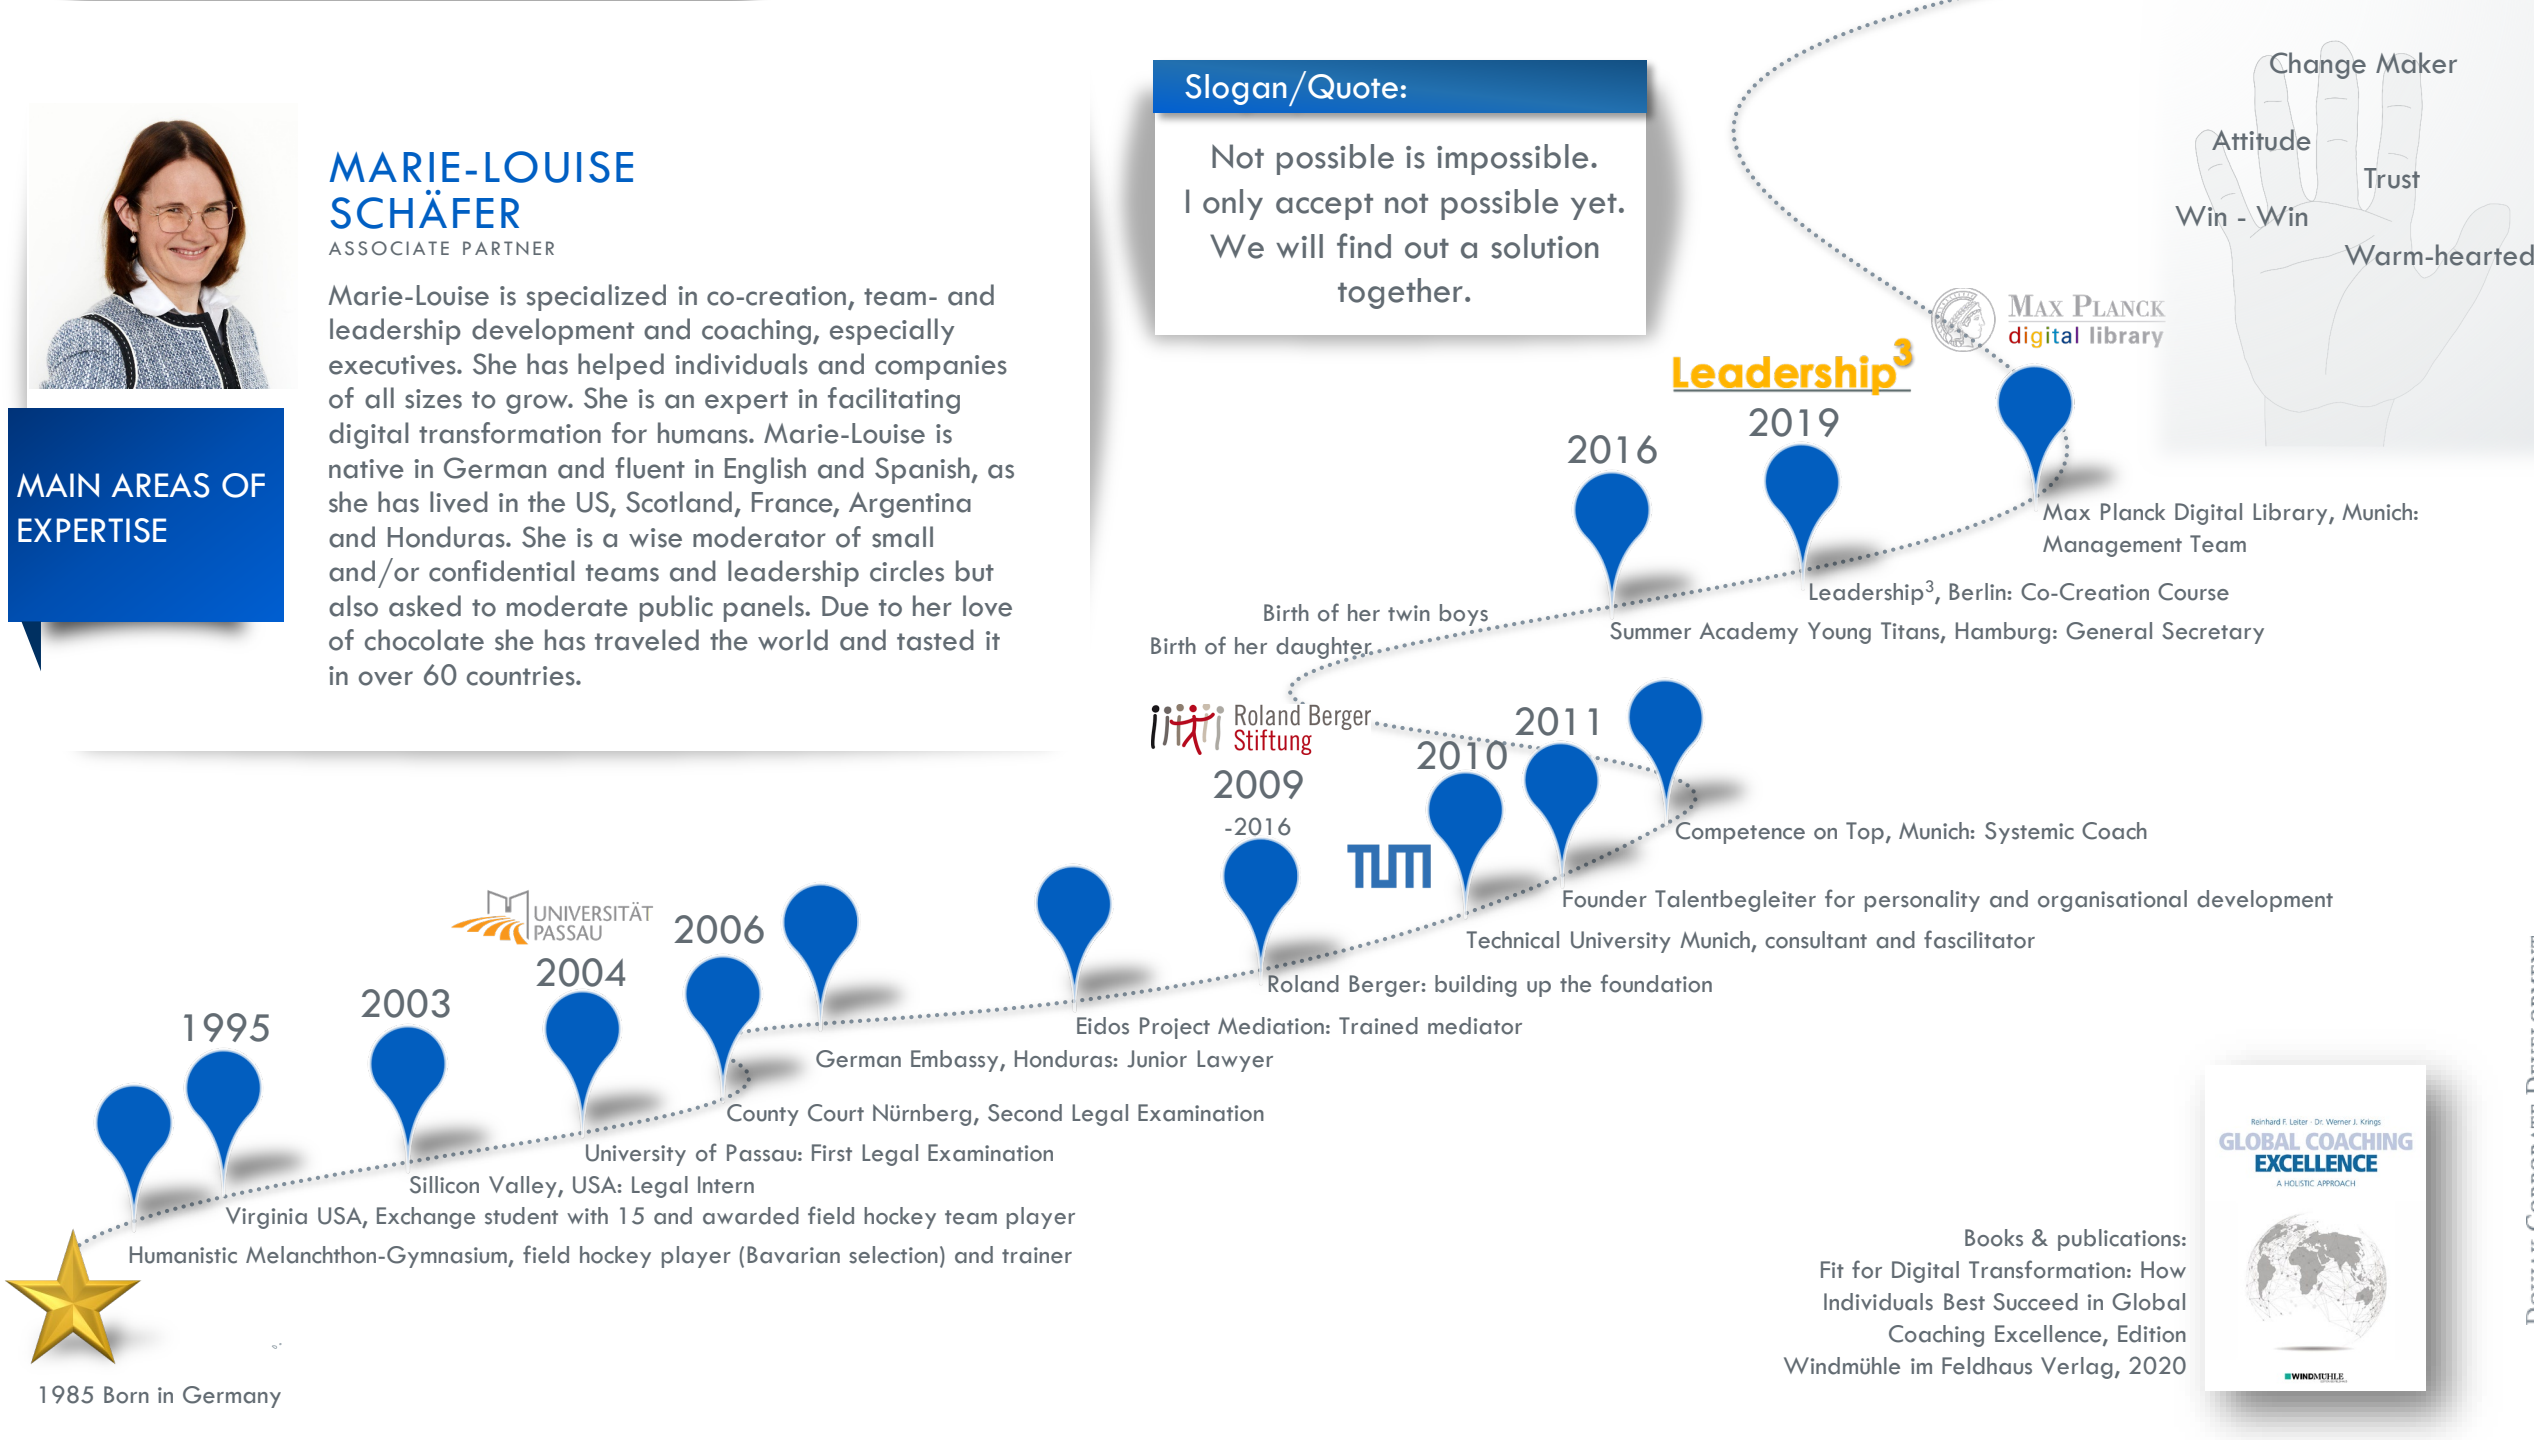 MARIE-LOUISE
SCHÄFER
ASSOCIATE PARTNER
Marie-Louise is specialized in co-creation, team- and
leadership development and coaching, especially
executives. She has helped individuals and companies
of all sizes to grow. She is an expert in facilitating
digital transformation for humans. Marie-Louise is
native in German and fluent in English and Spanish, as
she has lived in the US, Scotland, France, Argentina
and Honduras. She is a wise moderator of small
and/or confidential teams and leadership circles but
also asked to moderate public panels. Due to her love
of chocolate she has traveled the world and tasted it
in over 60 countries.
MAIN AREAS OF
EXPERTISE
Slogan/Quote:
Not possible is impossible.
I only accept not possible yet.
We will find out a solution
together.
Change Maker
Attitude
Trust
Win - Win
Warm-hearted
MAX PLANCK
digital library
Leadership³
2019
2016
Max Planck Digital Library, Munich:
Management Team
Leadership³, Berlin: Co-Creation Course
Summer Academy Young Titans, Hamburg: General Secretary
Birth of her twin boys
Birth of her daughter
Roland Berger
Stiftung
2011
2010
2009
-2016
TUM
Competence on Top, Munich: Systemic Coach
Founder Talentbegleiter for personality and organisational development
Technical University Munich, consultant and fascilitator
Roland Berger: building up the foundation
Eidos Project Mediation: Trained mediator
German Embassy, Honduras: Junior Lawyer
UNIVERSITÄT
PASSAU
2006
2004
2003
1995
County Court Nürnberg, Second Legal Examination
University of Passau: First Legal Examination
Sillicon Valley, USA: Legal Intern
Virginia USA, Exchange student with 15 and awarded field hockey team player
Humanistic Melanchthon-Gymnasium, field hockey player (Bavarian selection) and trainer
1985 Born in Germany
Books & publications:
Fit for Digital Transformation: How
Individuals Best Succeed in Global
Coaching Excellence, Edition
Windmühle im Feldhaus Verlag, 2020
Reinhard F. Leiter · Dr. Werner J. Krings
GLOBAL COACHING
EXCELLENCE
A HOLISTIC APPROACH
WINDMÜHLE